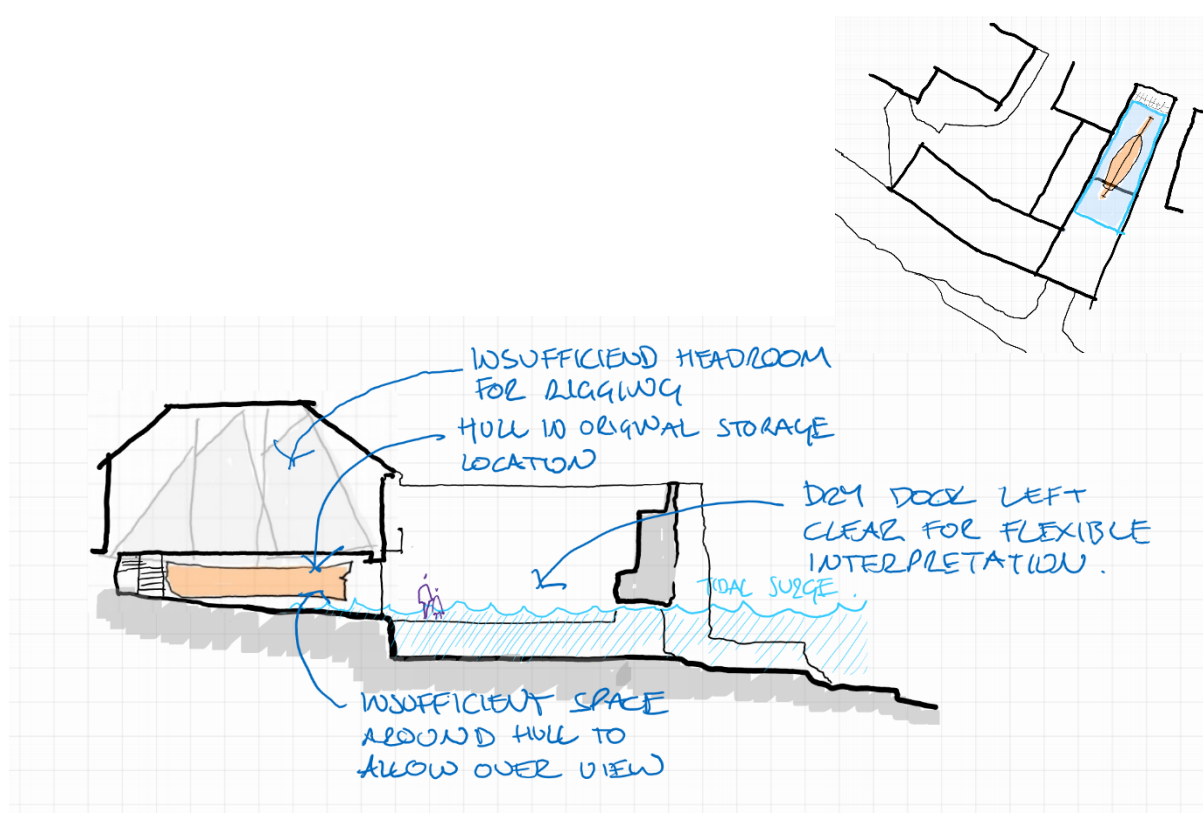 INSUFFICIEND HEADROOM
FOR RIGGING
HULL IN ORIGINAL STORAGE
LOCATION
DRY DOCK LEFT
CLEAR FOR FLEXIBLE
INTERPRETATION.
TIDAL SURGE.
INSUFFICIENT SPACE
AROUND HULL TO
ALLOW OVER VIEW